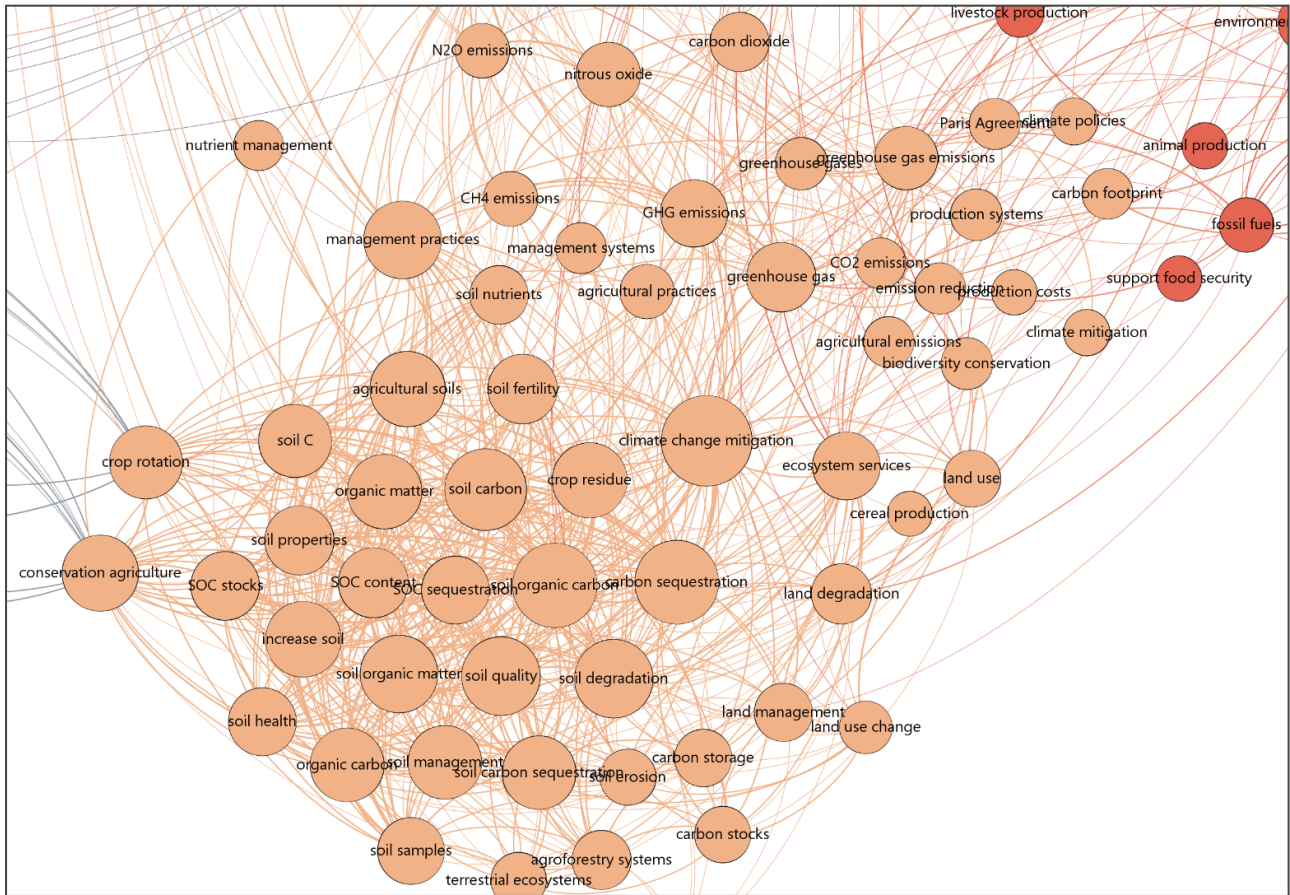 livestock production
environme
carbon dioxide
N2O emissions
nitrous oxide
Paris Agreement
climate policies
nutrient management
animal production
greenhouse gases
greenhouse gas emissions
carbon footprint
CH4 emissions
GHG emissions
production systems
fossil fuels
management practices
management systems
CO2 emissions
greenhouse gas
support food security
soil nutrients
agricultural practices
emission reduction
production costs
climate mitigation
agricultural emissions
biodiversity conservation
agricultural soils
soil fertility
soil C
climate change mitigation
crop rotation
ecosystem services
organic matter
soil carbon
crop residue
land use
cereal production
soil properties
conservation agriculture
SOC stocks
SOC content
SOC sequestration
soil organic carbon
carbon sequestration
land degradation
increase soil
soil organic matter
soil quality
soil degradation
soil health
land management
land use change
organic carbon
soil management
soil carbon sequestration
soil erosion
carbon storage
carbon stocks
soil samples
agroforestry systems
terrestrial ecosystems